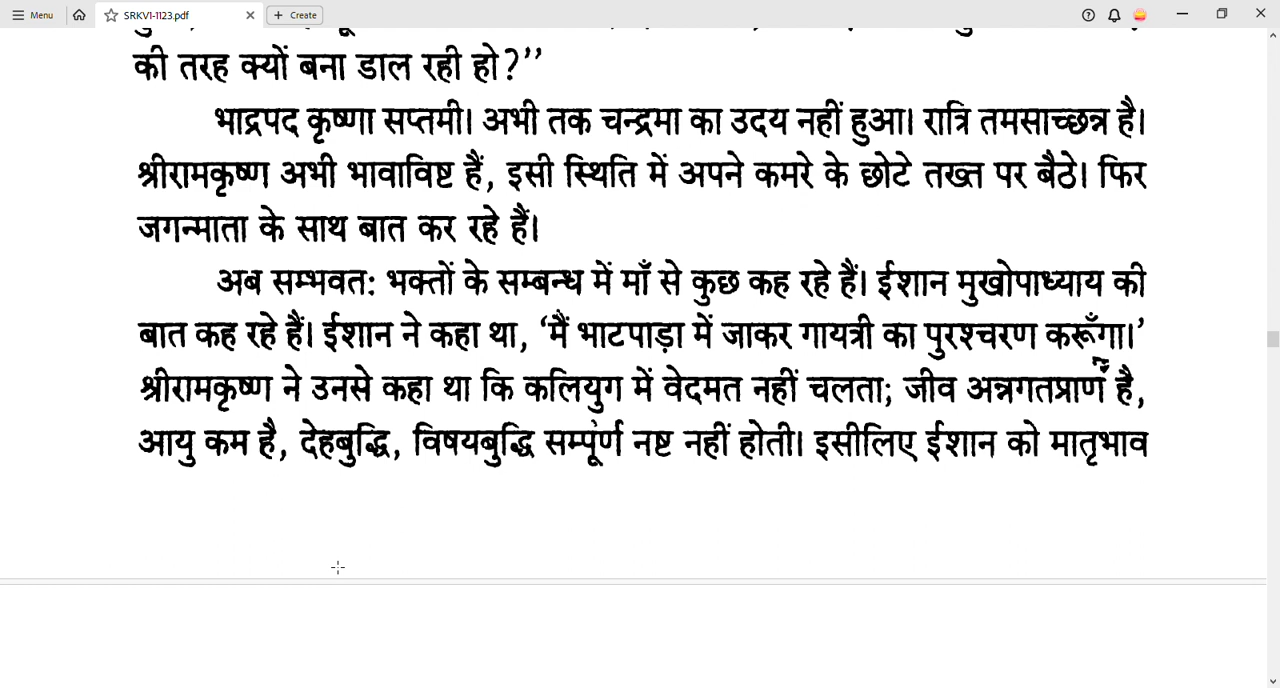 Menu
SRKV1-1123.pdf
Create
की तरह क्यों बना डाल रही हो?’’
भाद्रपद कृष्णा सप्तमी। अभी तक चन्द्रमा का उदय नहीं हुआ। रात्रि तमसाच्छन्न है।
श्रीरामकृष्ण अभी भावाविष्ट हैं, इसी स्थिति में अपने कमरे के छोटे तख्त पर बैठे। फिर
जगन्माता के साथ बात कर रहे हैं।
अब सम्भवत: भक्तों के सम्बन्ध में माँ से कुछ कह रहे हैं। ईशान मुखोपाध्याय की
बात कह रहे हैं। ईशान ने कहा था, ‘मैं भाटपाड़ा में जाकर गायत्री का पुरश्चरण करूँगा।’
श्रीरामकृष्ण ने उनसे कहा था कि कलियुग में वेदमत नहीं चलता; जीव अन्नगतप्राण है,
आयु कम है, देहबुद्धि, विषयबुद्धि सम्पूर्ण नष्ट नहीं होती। इसीलिए ईशान को मातृभाव